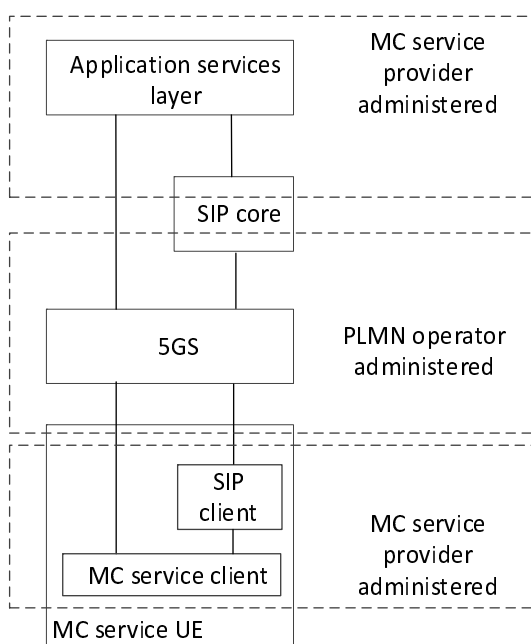 Application services
layer
MC service
provider
administered
SIP core
5GS
PLMN operator
administered
SIP
client
MC service client
MC service
provider
administered
MC service UE